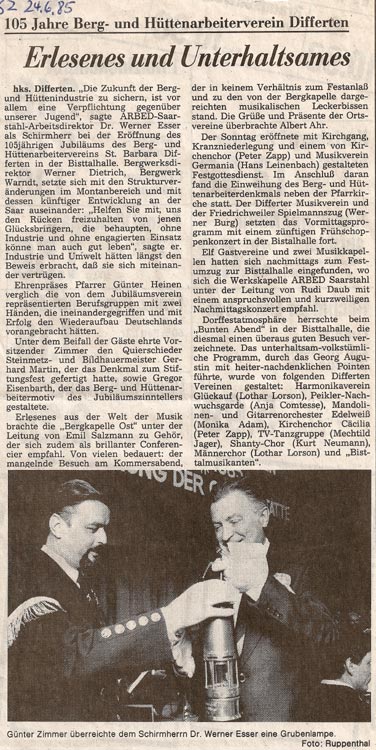 SZ 24.6.85
105 Jahre Berg- und Hüttenarbeiterverein Differten
Erlesenes und Unterhaltsames
hks. Differten. „Die Zukunft der Berg-
und Hüttenindustrie zu sichern, ist vor
allem eine Verpflichtung gegenüber
unserer Jugend“, sagte ARBED-Saar-
stahl-Arbeitsdirektor Dr. Werner Esser
als Schirmherr bei der Eröffnung des
105jährigen Jubiläums des Berg- und
Hüttenarbeitervereins St. Barbara Dif-
ferten in der Bisttalhalle. Bergwerksdi-
rektor Werner Dietrich, Bergwerk
Warndt, setzte sich mit den Strukturver-
änderungen im Montanbereich und mit
dessen künftiger Entwicklung an der
Saar auseinander: „Helfen Sie mit, uns
den Rücken freizuhalten von jenen
Glücksbringern, die behaupten, ohne
Industrie und ohne engagierten Einsatz
könne man auch gut leben“, sagte er.
Industrie und Umwelt hätten längst den
Beweis erbracht, daß sie sich miteinan-
der vertrügen.
Ehrenpräses Pfarrer Günter Heinen
verglich die von dem Jubiläumsverein
repräsentierten Berufsgruppen mit zwei
Händen, die ineinandergegriffen und mit
Erfolg den Wiederaufbau Deutschlands
vorangebracht hätten.
Unter dem Beifall der Gäste ehrte Vor-
sitzender Zimmer den Quierschieder
Steinmetz- und Bildhauermeister Ger-
hard Martin, der das Denkmal zum Stif-
tungsfest gefertigt hatte, sowie Gregor
Eisenbarth, der das Berg- und Hüttenar-
beitermotiv des Jubiläumszinntellers
gestaltete.
Erlesenes aus der Welt der Musik
brachte die „Bergkapelle Ost“ unter der
Leitung von Emil Salzmann zu Gehör,
der sich zudem als brillanter Conferen-
cier empfahl. Von vielen bedauert: der
mangelnde Besuch am Kommersabend,
der in keinem Verhältnis zum Festanlaß
und zu den von der Bergkapelle darge-
reichten musikalischen Leckerbissen
stand. Die Grüße und Präsente der Orts-
vereine überbrachte Albert Ahr.
Der Sonntag eröffnete mit Kirchgang,
Kranzniederlegung und einem von Kir-
chenchor (Peter Zapp) und Musikverein
Germania (Hans Leinenbach) gestalteten
Festgottesdienst. Im Anschluß daran
fand die Einweihung des Berg- und Hüt-
tenarbeiterdenkmals neben der Pfarrkir-
che statt. Der Differter Musikverein und
der Friedrichweiler Spielmannszug (Wer-
ner Burg) setzten das Vormittagspro-
gramm mit einem zünftigen Frühschop-
penkonzert in der Bistalhalle fort.
Elf Gastvereine und zwei Musikkapel-
len hatten sich nachmittags zum Fest-
umzug zur Bisttalhalle eingefunden, wo
sich die Werkskapelle ARBED Saarstahl
unter der Leitung von Rudi Daub mit
einem anspruchsvollen und kurzweiligen
Nachmittagskonzert empfahl.
Dorffestatmosphäre herrschte beim
„Bunten Abend“ in der Bisttalhalle, die
diesmal einen überaus guten Besuch ver-
zeichnete. Das unterhaltsam-volkstümli-
che Programm, durch das Georg Augustin
mit heiter-nachdenklichen Pointen
führte, wurde von folgenden Differten
Vereinen gestaltet: Harmonikaverein
Glückauf (Lothar Lorson), Peikler-Nach-
wuchsgarde (Anja Comtesse), Mandoli-
nen- und Gitarrenorchester Edelweiß
(Monika Adam), Kirchenchor Cäcilia
(Peter Zapp), TV-Tanzgruppe (Mechtild
Jager), Shanty-Chor (Kurt Neumann),
Männerchor (Lothar Lorson) und „Bist-
talmusikanten“.
Günter Zimmer überreichte dem Schirmherrn Dr. Werner Esser eine Grubenlampe.
Foto: Ruppenthal